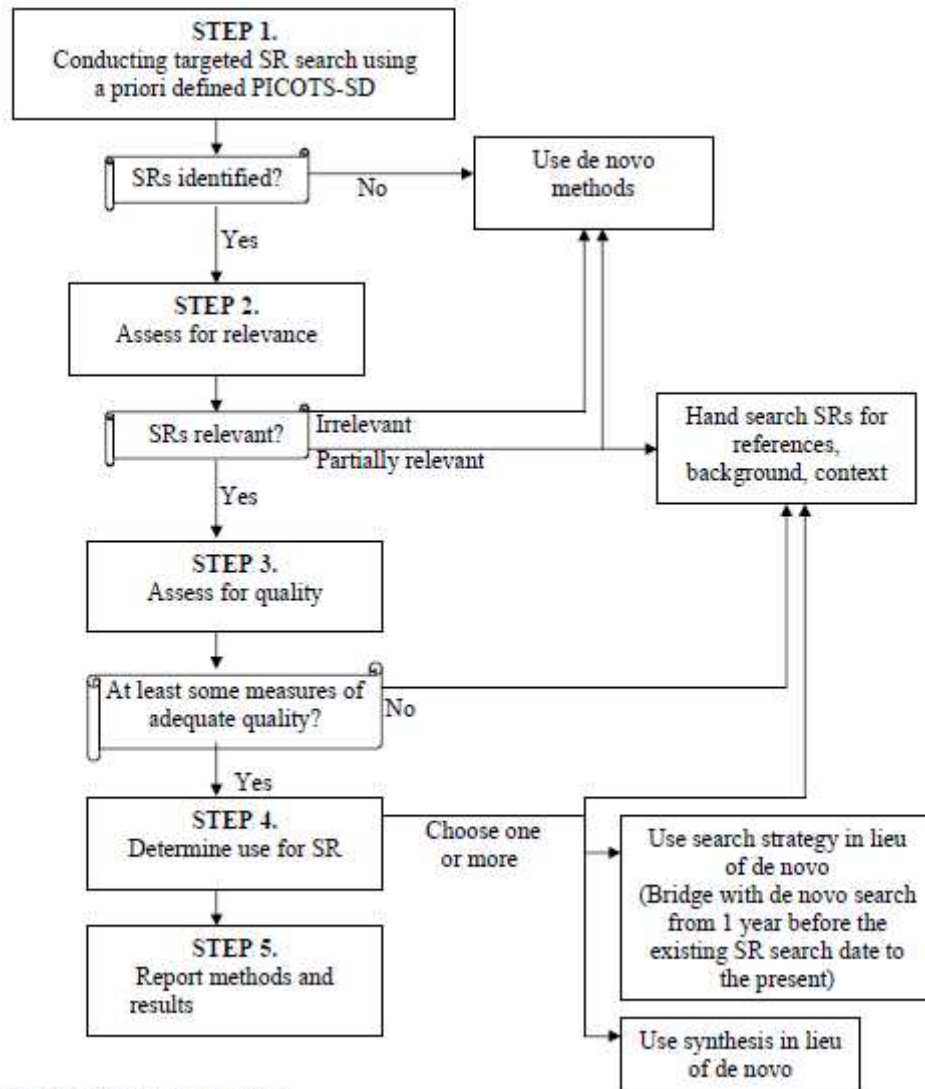 STEP 1.
Conducting targeted SR search using
a priori defined PICOTS-SD
SRs identified?
No
Use de novo
methods
Yes
STEP 2.
Assess for relevance
SRs relevant?
Irrelevant
Partially relevant
Hand search SRs for
references,
background, context
Yes
STEP 3.
Assess for quality
At least some measures of
adequate quality?
No
Yes
STEP 4.
Determine use for SR
Choose one
or more
Use search strategy in lieu
of de novo
(Bridge with de novo search
from 1 year before the
existing SR search date to
the present)
STEP 5.
Report methods and
results
Use synthesis in lieu
of de novo